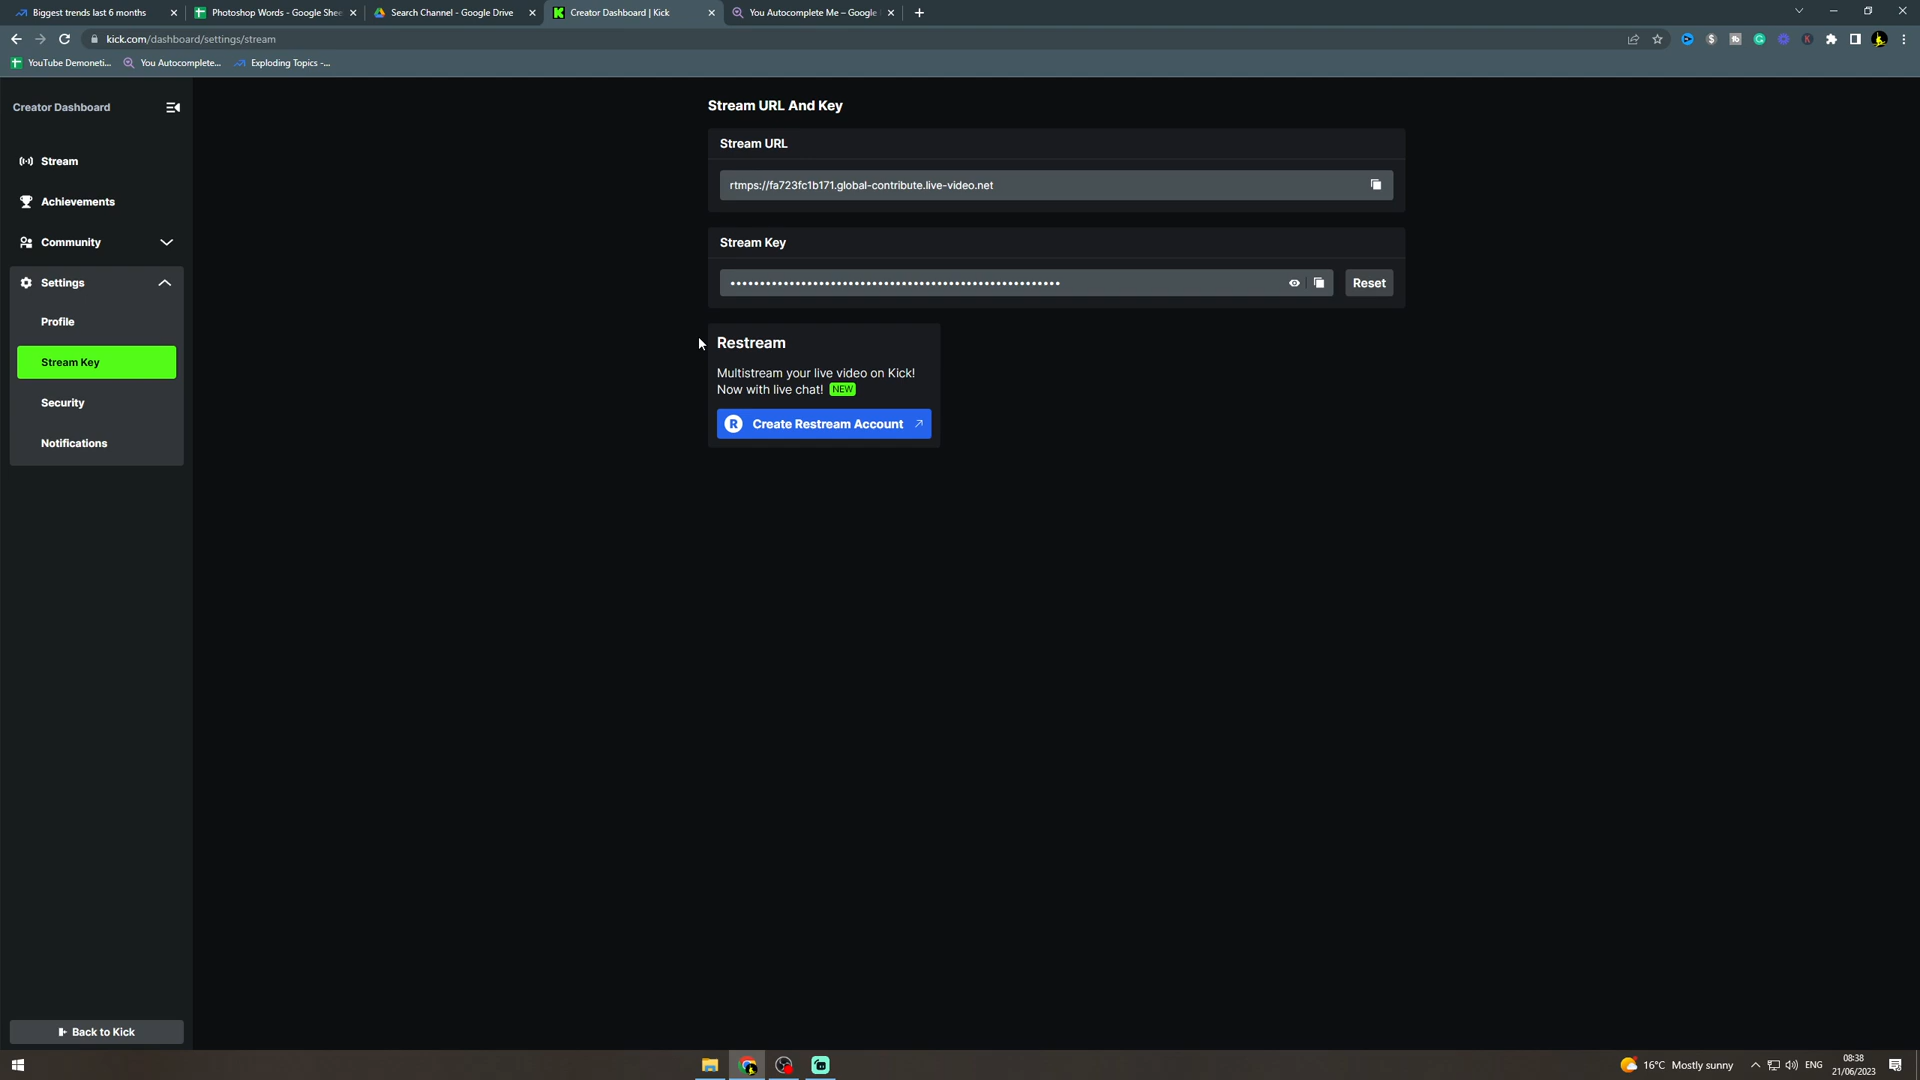 Biggest trends last 6 months
Photoshop Words - Google Shee
Search Channel - Google Drive
Creator Dashboard | Kick
You Autocomplete Me – Google
kick.com/dashboard/settings/stream
YouTube Demoneti...
You Autocomplete...
Exploding Topics -...
Creator Dashboard
Stream
Achievements
Community
Settings
Profile
Stream Key
Security
Notifications
Back to Kick
Stream URL And Key
Stream URL
rtmps://fa723fc1b171.global-contribute.live-video.net
Stream Key
••••••••••••••••••••••••••••••••••••••••••••••••••••••••
Reset
Restream
Multistream your live video on Kick!
Now with live chat! NEW
R Create Restream Account
16°C Mostly sunny
ENG
08:38
21/06/2023